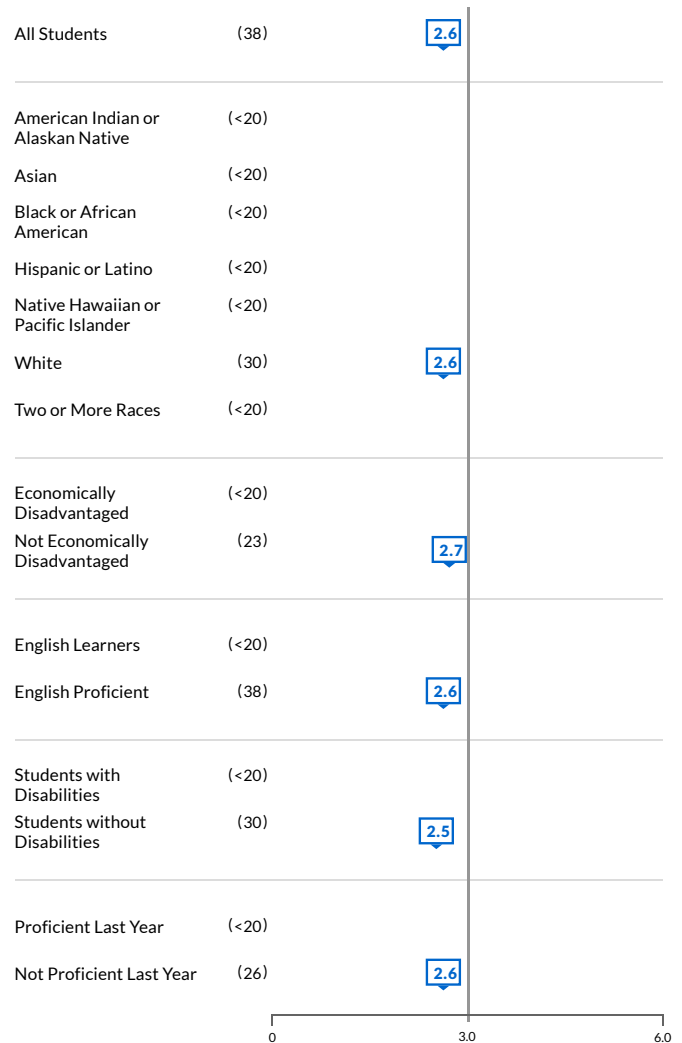 All Students (38) 2.6
American Indian or (<20)
Alaskan Native
Asian (<20)
Black or African (<20)
American
Hispanic or Latino (<20)
Native Hawaiian or (<20)
Pacific Islander
White (30) 2.6
Two or More Races (<20)
Economically (<20)
Disadvantaged
Not Economically (23) 2.7
Disadvantaged
English Learners (<20)
English Proficient (38) 2.6
Students with (<20)
Disabilities
Students without (30) 2.5
Disabilities
Proficient Last Year (<20)
Not Proficient Last Year (26) 2.6
0 3.0 6.0